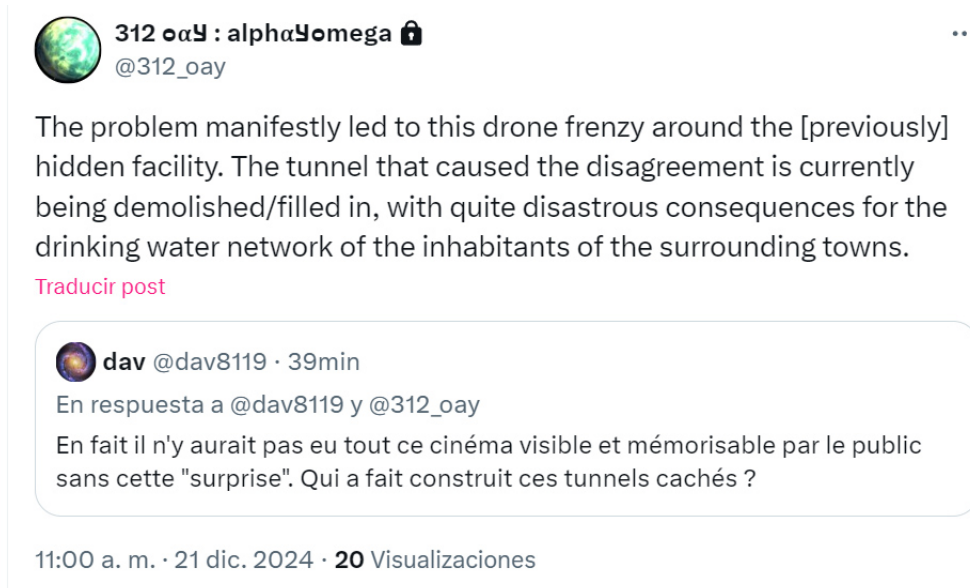 312 ००α५ : alphα५omega
@312_oay
The problem manifestly led to this drone frenzy around the [previously]
hidden facility. The tunnel that caused the disagreement is currently
being demolished/filled in, with quite disastrous consequences for the
drinking water network of the inhabitants of the surrounding towns.
Traducir post
dav @dav8119 · 39min
En respuesta a @dav8119 y @312_oay
En fait il n'y aurait pas eu tout ce cinéma visible et mémorisable par le public
sans cette "surprise". Qui a fait construit ces tunnels cachés ?
11:00 a. m. · 21 dic. 2024 · 20 Visualizaciones